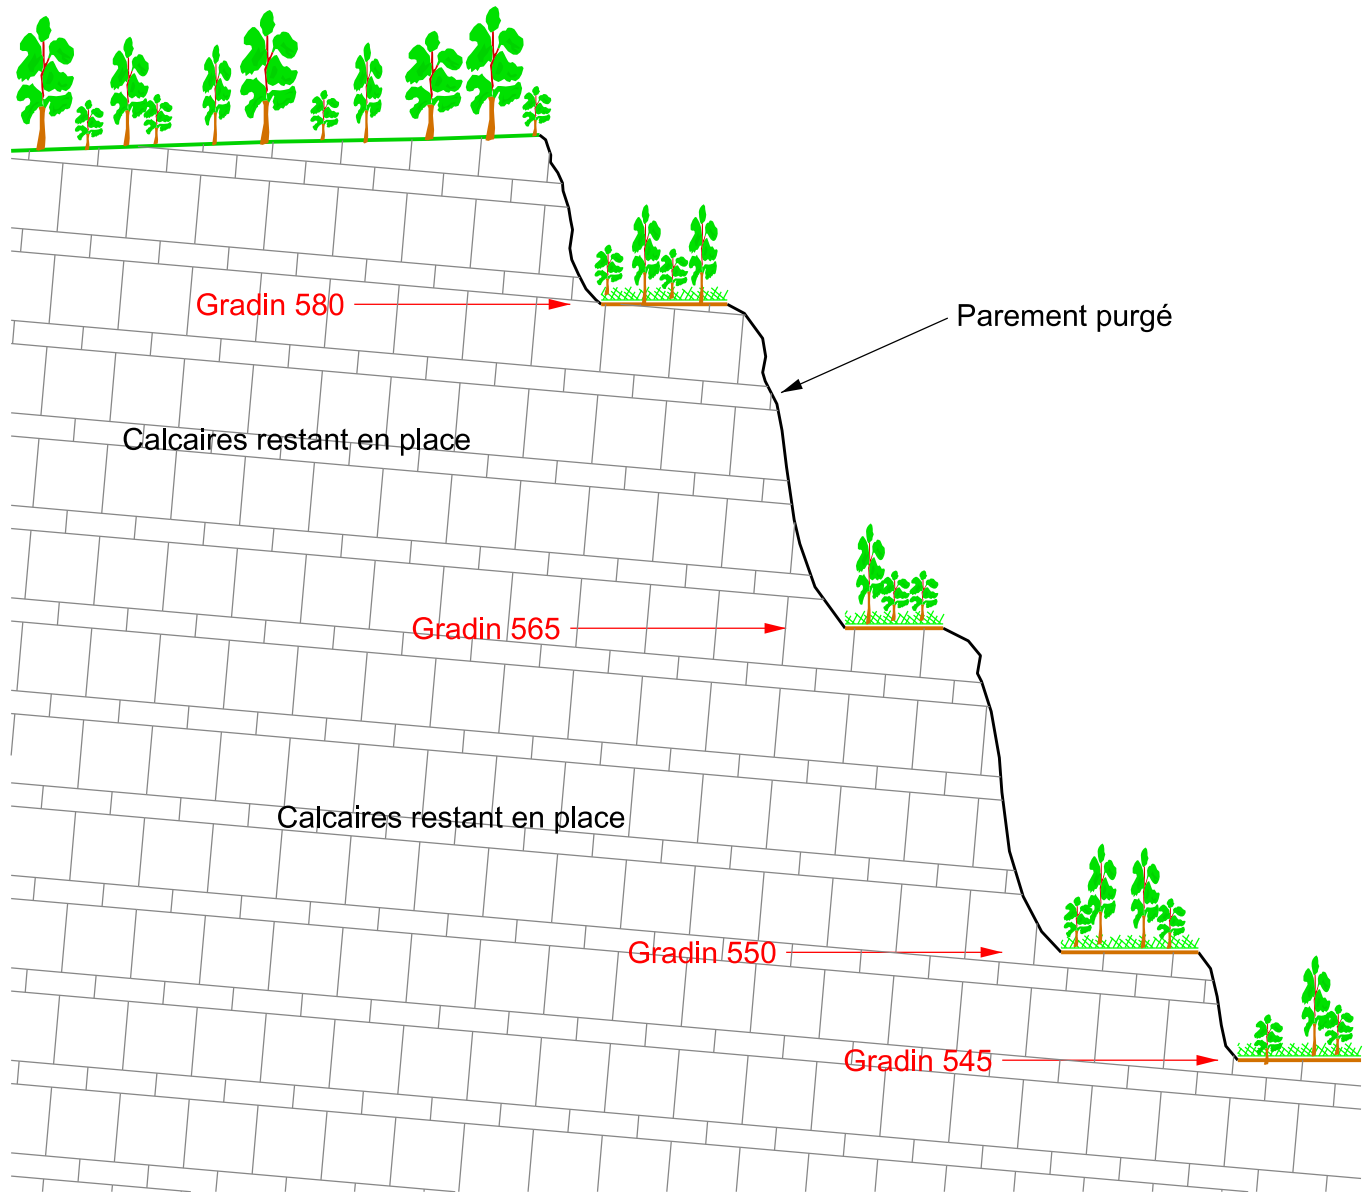 Gradin 580
Parement purgé
Calcaires restant en place
Gradin 565
Calcaires restant en place
Gradin 550
Gradin 545